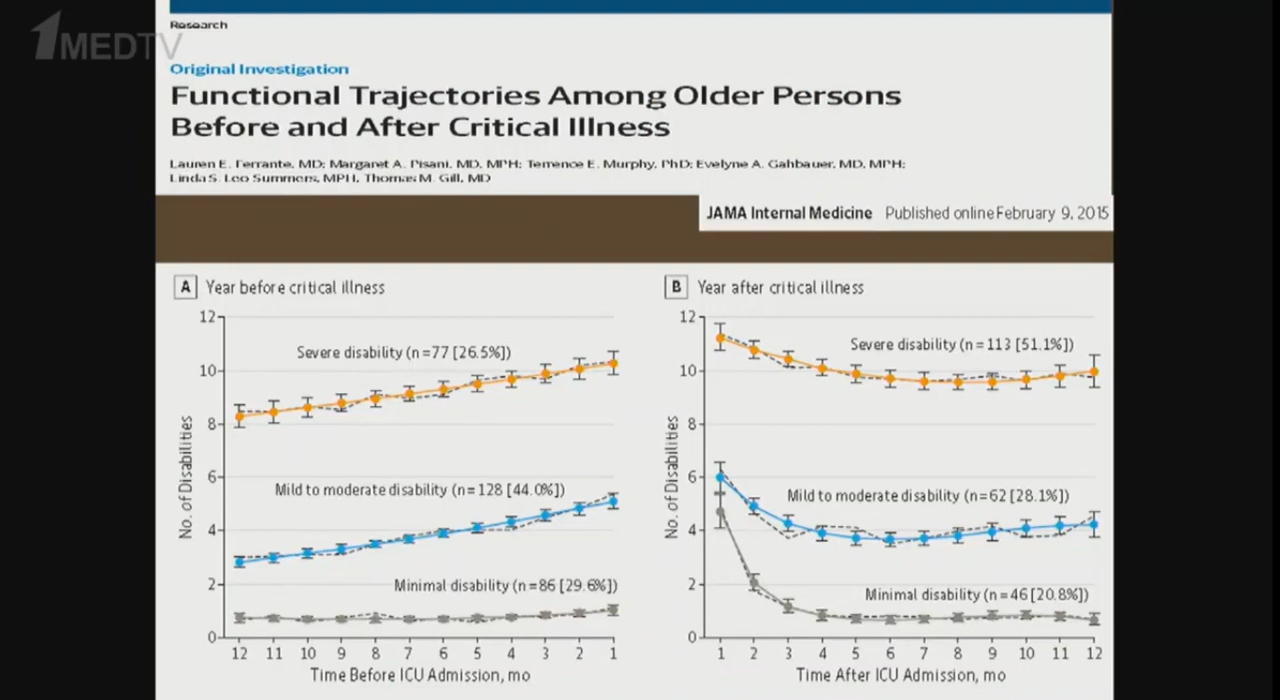 1MEDTV
Research
Original Investigation
Functional Trajectories Among Older Persons
Before and After Critical Illness
Lauren E. Ferrante, MD; Margaret A. Pisani, MD, MPH; Terrence E. Murphy, PhD; Evelyne A. Gahbauer, MD, MPH;
Linda S. Leo Summers, MPH, Thomas M. Gill, MD
JAMA Internal Medicine Published online February 9, 2015
A Year before critical illness
12
10
8
6
4
2
0
No. of Disabilities
Severe disability (n=77 [26.5%])
Mild to moderate disability (n=128 [44.0%])
Minimal disability (n=86 [29.6%])
12 11 10 9 8 7 6 5 4 3 2 1
Time Before ICU Admission, mo
B Year after critical illness
12
10
8
6
4
2
0
No. of Disabilities
Severe disability (n=113 [51.1%])
Mild to moderate disability (n=62 [28.1%])
Minimal disability (n=46 [20.8%])
1 2 3 4 5 6 7 8 9 10 11 12
Time After ICU Admission, mo